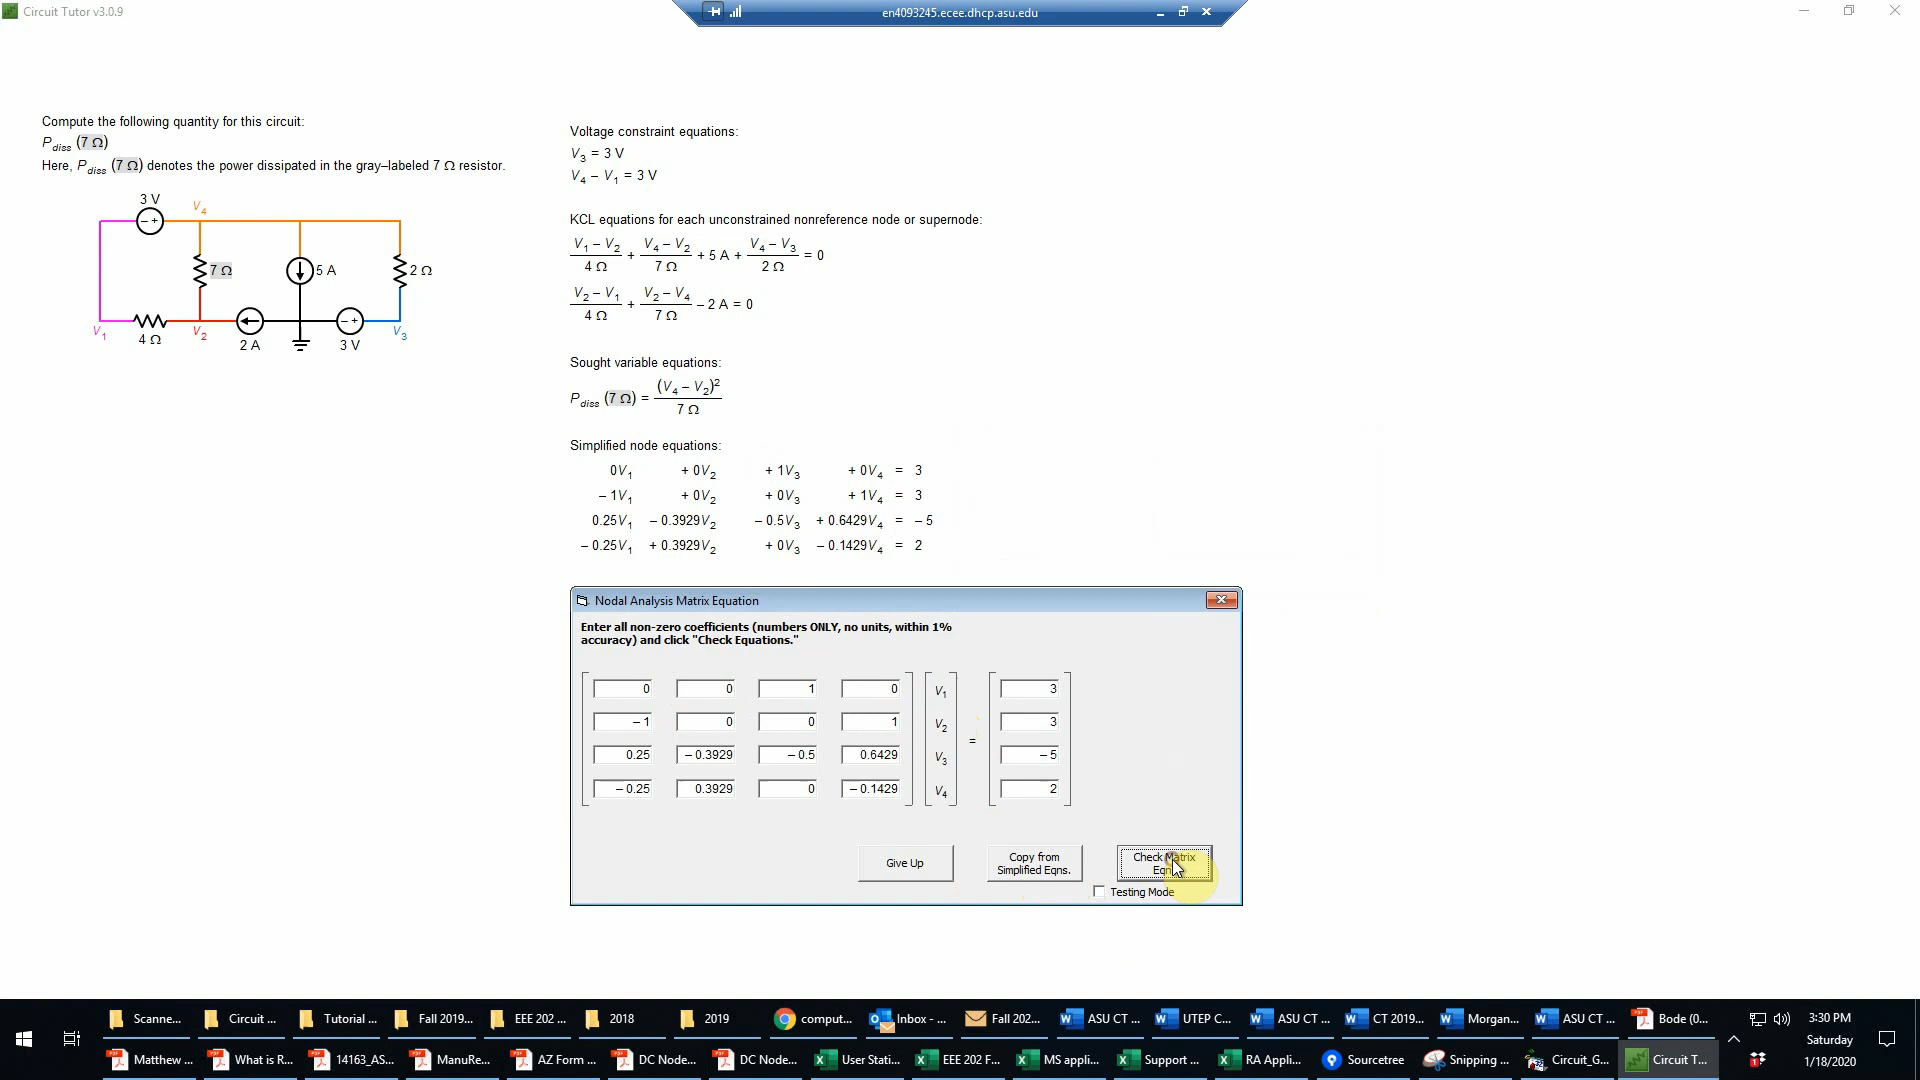 Circuit Tutor v3.0.9
en4093245.ecee.dhcp.asu.edu
Compute the following quantity for this circuit:
P diss (7 Ω)
Here, P diss (7 Ω) denotes the power dissipated in the gray–labeled 7 Ω resistor.
3 V
V4
7 Ω
5 A
2 Ω
V1
4 Ω
V2
2 A
3 V
V3
Voltage constraint equations:
V3 = 3 V
V4 – V1 = 3 V
KCL equations for each unconstrained nonreference node or supernode:
V1 – V2 V4 – V2 V4 – V3
+ + 5 A + = 0
4 Ω 7 Ω 2 Ω
V2 – V1 V2 – V4
+ – 2 A = 0
4 Ω 7 Ω
Sought variable equations:
(V4 – V2)2
P diss (7 Ω) =
7 Ω
Simplified node equations:
0V1 + 0V2 + 1V3 + 0V4 = 3
– 1V1 + 0V2 + 0V3 + 1V4 = 3
0.25V1 – 0.3929V2 – 0.5V3 + 0.6429V4 = – 5
– 0.25V1 + 0.3929V2 + 0V3 – 0.1429V4 = 2
Nodal Analysis Matrix Equation
Enter all non-zero coefficients (numbers ONLY, no units, within 1%
accuracy) and click "Check Equations."
0 0 1 0 V1 3
– 1 0 0 1 V2 3
=
0.25 – 0.3929 – 0.5 0.6429 V3 – 5
– 0.25 0.3929 0 – 0.1429 V4 2
Give Up
Copy from
Simplified Eqns.
Check Matrix
Testing Mode
Scanne... Circuit ... Tutorial ... Fall 2019... EEE 202 ... 2018 2019 comput... Inbox - ... Fall 202... ASU CT ... UTEP C... ASU CT ... CT 2019... Morgan... ASU CT ... Bode (0...
Matthew ... What is R... 14163_AS... ManuRe... AZ Form ... DC Node... DC Node... User Stati... EEE 202 F... MS appli... Support ... RA Appli... Sourcetree Snipping ... Circuit_G... Circuit T...
3:30 PM
Saturday
1/18/2020